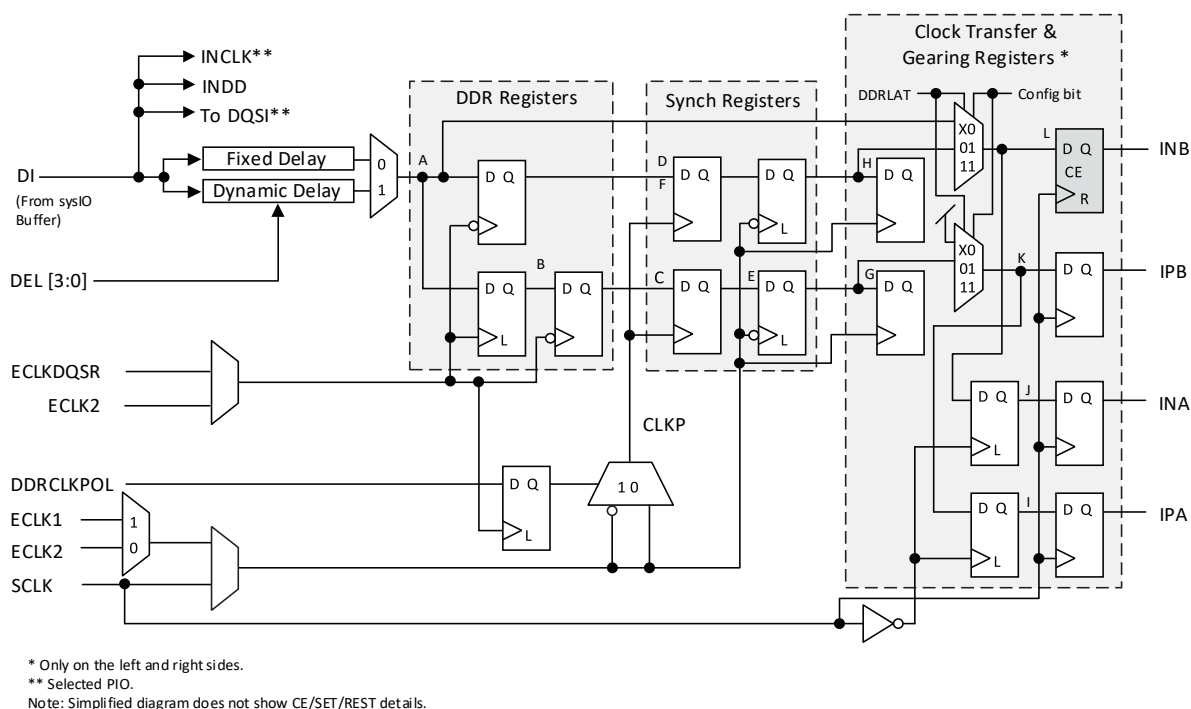 Clock Transfer &
Gearing Registers *
INCLK**
INDD
To DQSI**
DDR Registers
Synch Registers
DDRLAT
Config bit
X0
01
11
L
D Q
CE
R
INB
DI
(From sysIO
Buffer)
Fixed Delay
Dynamic Delay
0
1
A
D Q
D
F
D Q
D Q
L
H
D Q
DEL [3:0]
D Q
L
B
D Q
C
D Q
E
D Q
L
G
D Q
X0
01
11
K
D Q
IPB
ECLKDQSR
ECLK2
CLKP
D Q
L
J
D Q
INA
DDRCLKPOL
D Q
L
1 0
ECLK1
ECLK2
1
0
SCLK
D Q
L
I
D Q
IPA
* Only on the left and right sides.
** Selected PIO.
Note: Simplified diagram does not show CE/SET/REST details.